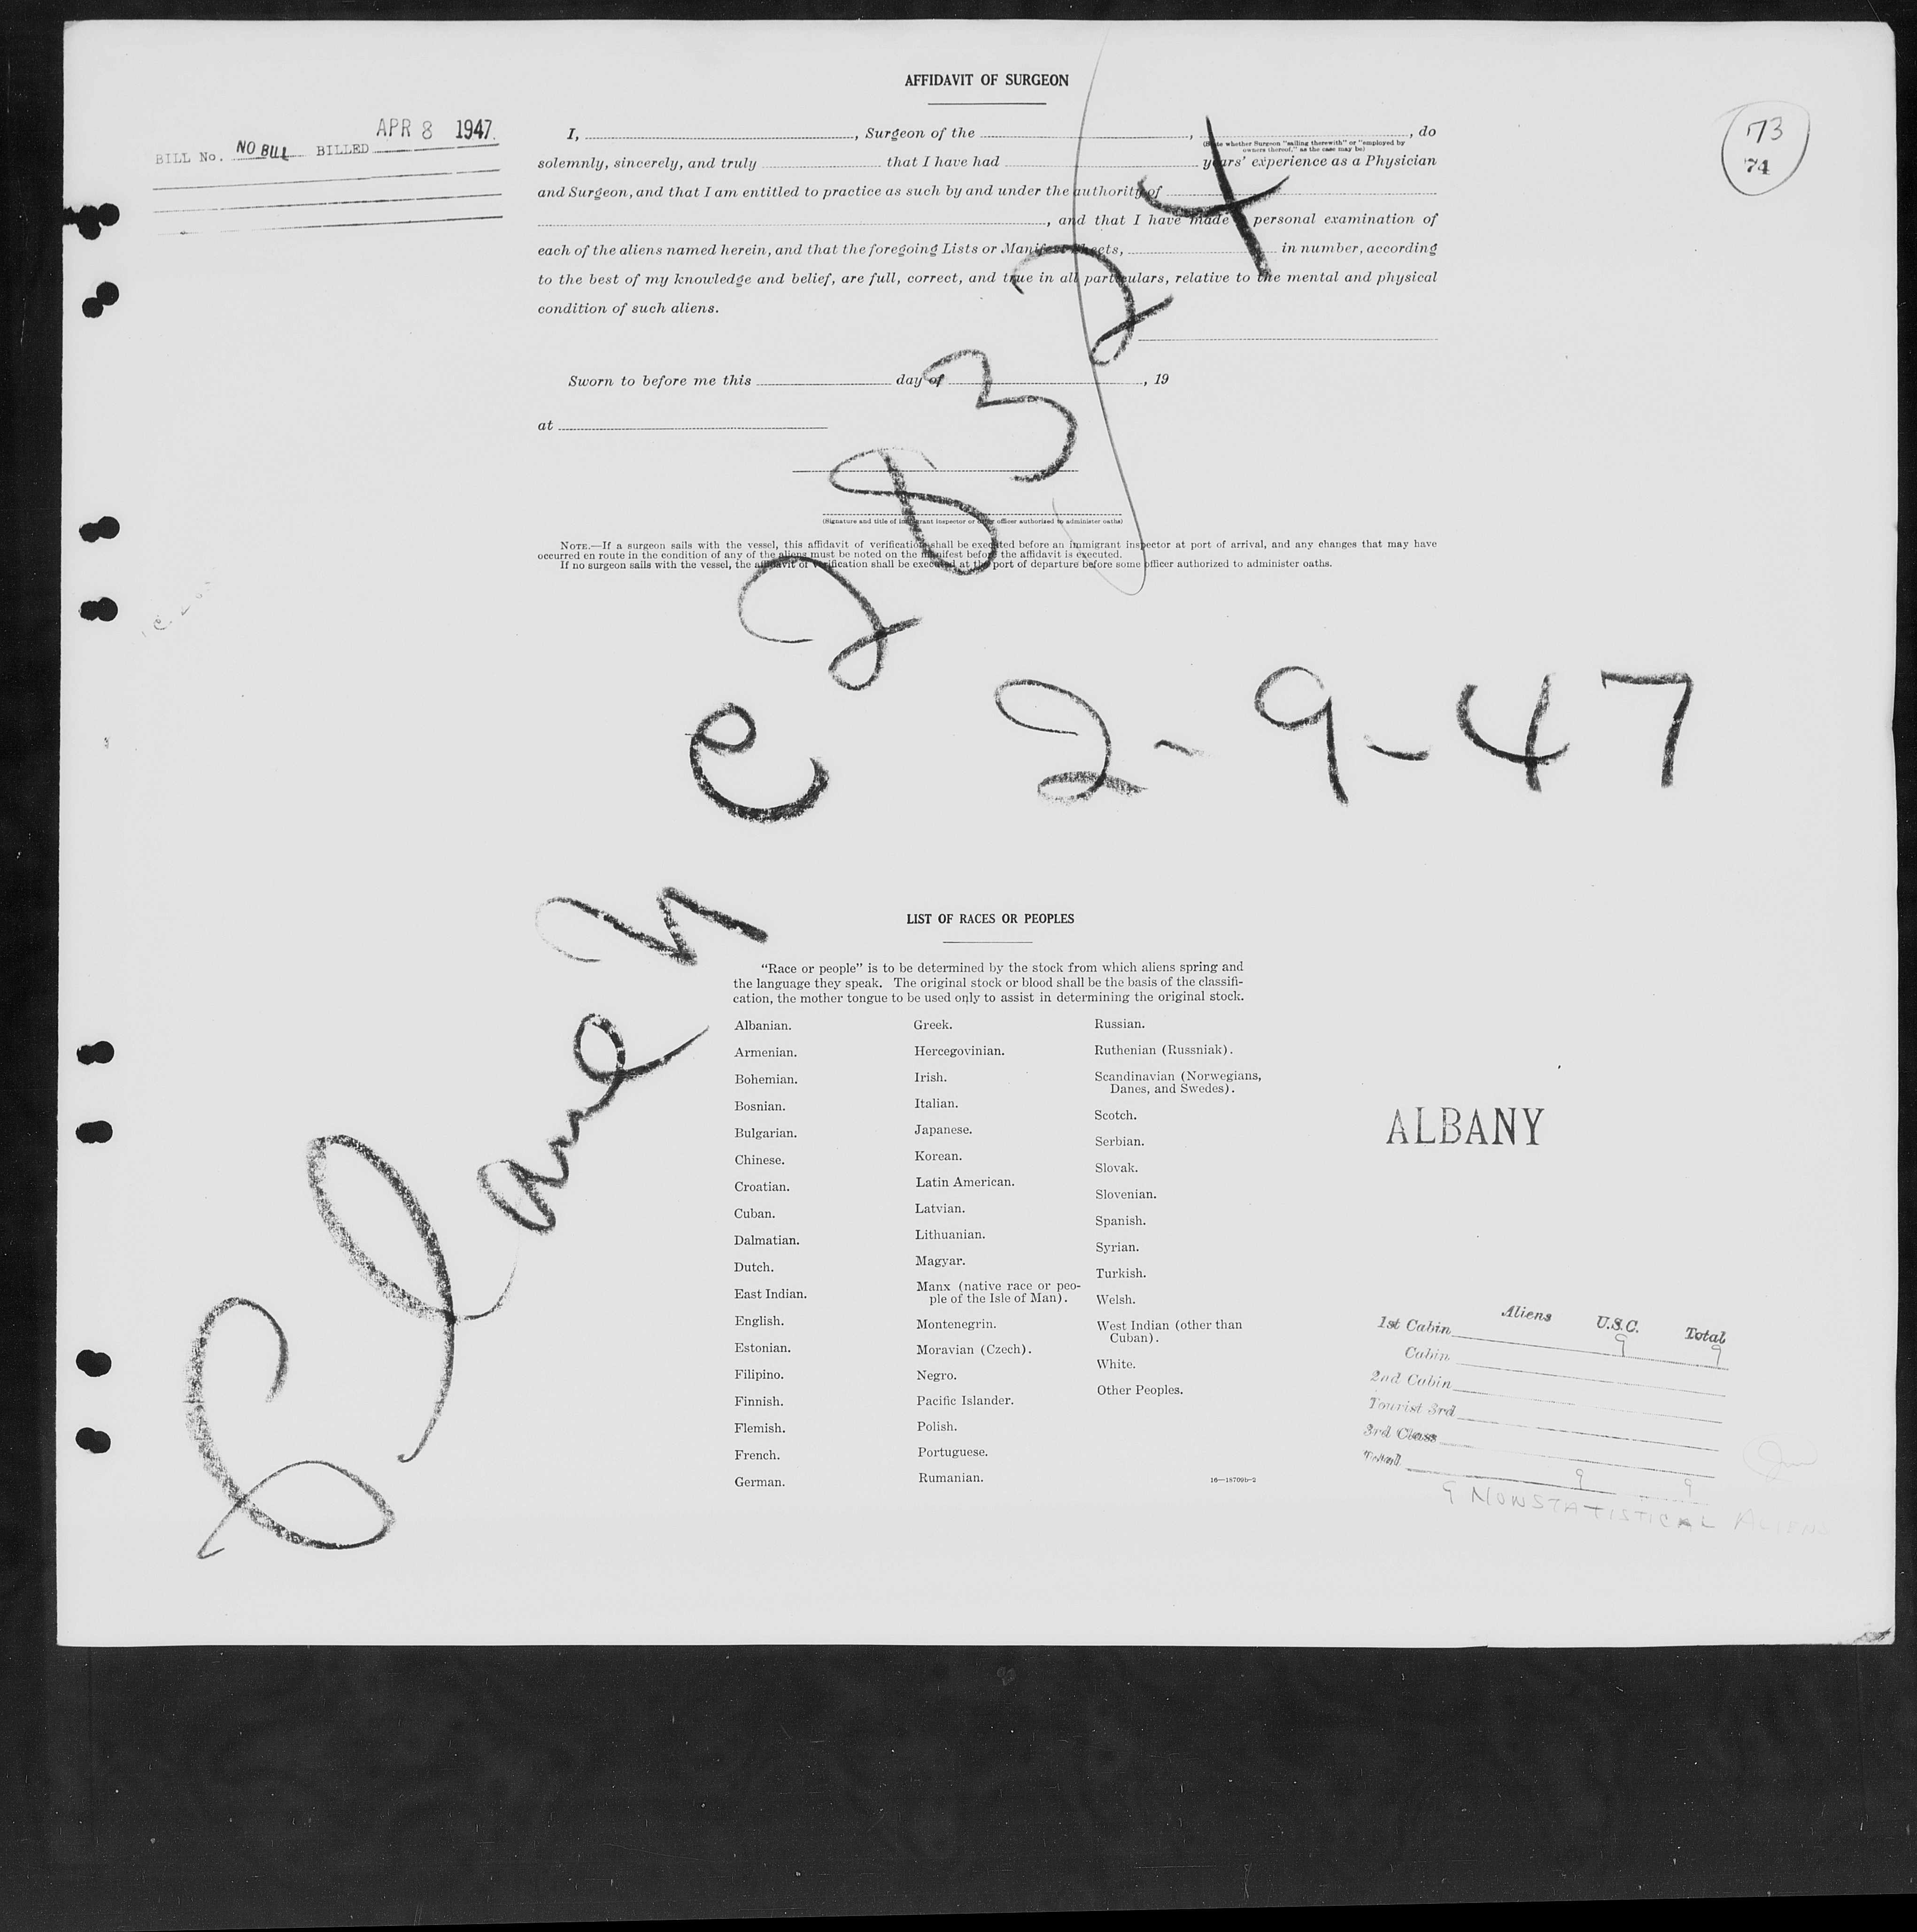 AFFIDAVIT OF SURGEON
BILL No. NO BILL BILLED APR 8 1947
73
74
I, , Surgeon of the , , do
(State whether Surgeon "sailing therewith" or "employed by
owners thereof," as the case may be)
solemnly, sincerely, and truly that I have had years' experience as a Physician
and Surgeon, and that I am entitled to practice as such by and under the authority of
, and that I have made personal examination of
each of the aliens named herein, and that the foregoing Lists or Manifest Sheets, in number, according
to the best of my knowledge and belief, are full, correct, and true in all particulars, relative to the mental and physical
condition of such aliens.
Sworn to before me this day of , 19
at
(Signature and title of immigrant inspector or other officer authorized to administer oaths)
NOTE.—If a surgeon sails with the vessel, this affidavit of verification shall be executed before an immigrant inspector at port of arrival, and any changes that may have
occurred en route in the condition of any of the aliens must be noted on the manifest before the affidavit is executed.
If no surgeon sails with the vessel, the affidavit of verification shall be executed at the port of departure before some officer authorized to administer oaths.
28324
2-9-47
LIST OF RACES OR PEOPLES
"Race or people" is to be determined by the stock from which aliens spring and
the language they speak. The original stock or blood shall be the basis of the classifi-
cation, the mother tongue to be used only to assist in determining the original stock.
Albanian.
Armenian.
Bohemian.
Bosnian.
Bulgarian.
Chinese.
Croatian.
Cuban.
Dalmatian.
Dutch.
East Indian.
English.
Estonian.
Filipino.
Finnish.
Flemish.
French.
German.
Greek.
Hercegovinian.
Irish.
Italian.
Japanese.
Korean.
Latin American.
Latvian.
Lithuanian.
Magyar.
Manx (native race or peo-
ple of the Isle of Man).
Montenegrin.
Moravian (Czech).
Negro.
Pacific Islander.
Polish.
Portuguese.
Rumanian.
Russian.
Ruthenian (Russniak).
Scandinavian (Norwegians,
Danes, and Swedes).
Scotch.
Serbian.
Slovak.
Slovenian.
Spanish.
Syrian.
Turkish.
Welsh.
West Indian (other than
Cuban).
White.
Other Peoples.
16—18709b-2
ALBANY
Aliens U.S.C. Total
1st Cabin 9 9
Cabin
2nd Cabin
Tourist 3rd
3rd Class
Total 9 9
9 NONSTATISTICAL ALIENS